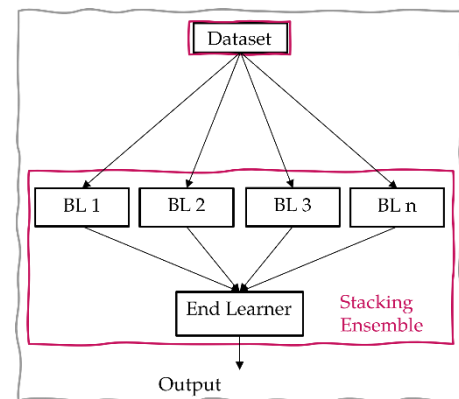 Dataset
BL 1
BL 2
BL 3
BL n
End Learner
Stacking
Ensemble
Output